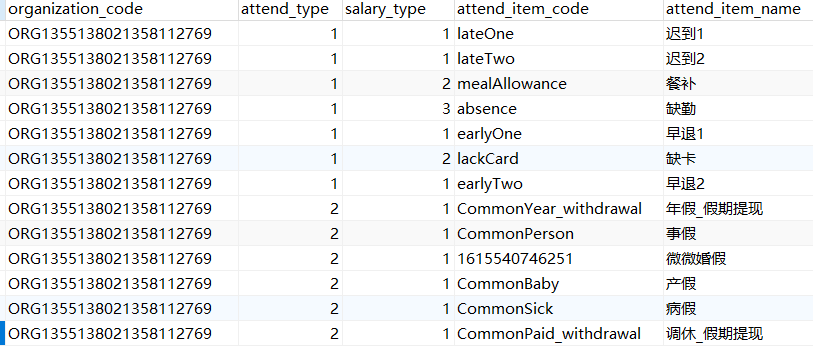 organization_code attend_type salary_type attend_item_code attend_item_name
ORG1355138021358112769 1 1 lateOne 迟到1
ORG1355138021358112769 1 1 lateTwo 迟到2
ORG1355138021358112769 1 2 mealAllowance 餐补
ORG1355138021358112769 1 3 absence 缺勤
ORG1355138021358112769 1 1 earlyOne 早退1
ORG1355138021358112769 1 2 lackCard 缺卡
ORG1355138021358112769 1 1 earlyTwo 早退2
ORG1355138021358112769 2 1 CommonYear_withdrawal 年假_假期提现
ORG1355138021358112769 2 1 CommonPerson 事假
ORG1355138021358112769 2 1 1615540746251 微微婚假
ORG1355138021358112769 2 1 CommonBaby 产假
ORG1355138021358112769 2 1 CommonSick 病假
ORG1355138021358112769 2 1 CommonPaid_withdrawal 调休_假期提现